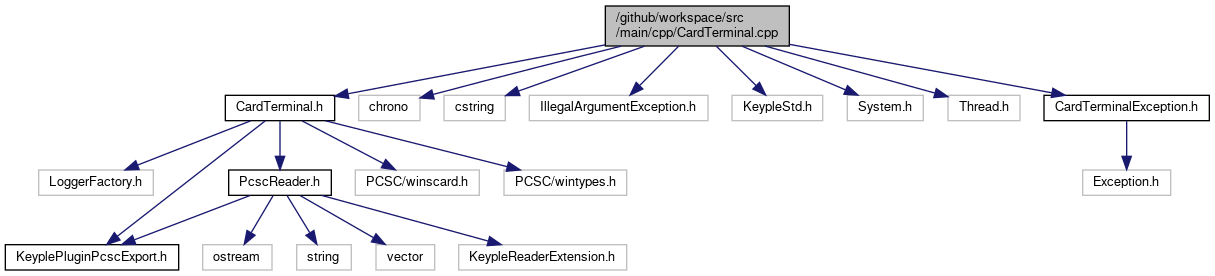 /github/workspace/src
/main/cpp/CardTerminal.cpp
CardTerminal.h
chrono
cstring
IllegalArgumentException.h
KeypleStd.h
System.h
Thread.h
CardTerminalException.h
LoggerFactory.h
PcscReader.h
PCSC/winscard.h
PCSC/wintypes.h
Exception.h
KeyplePluginPcscExport.h
ostream
string
vector
KeypleReaderExtension.h